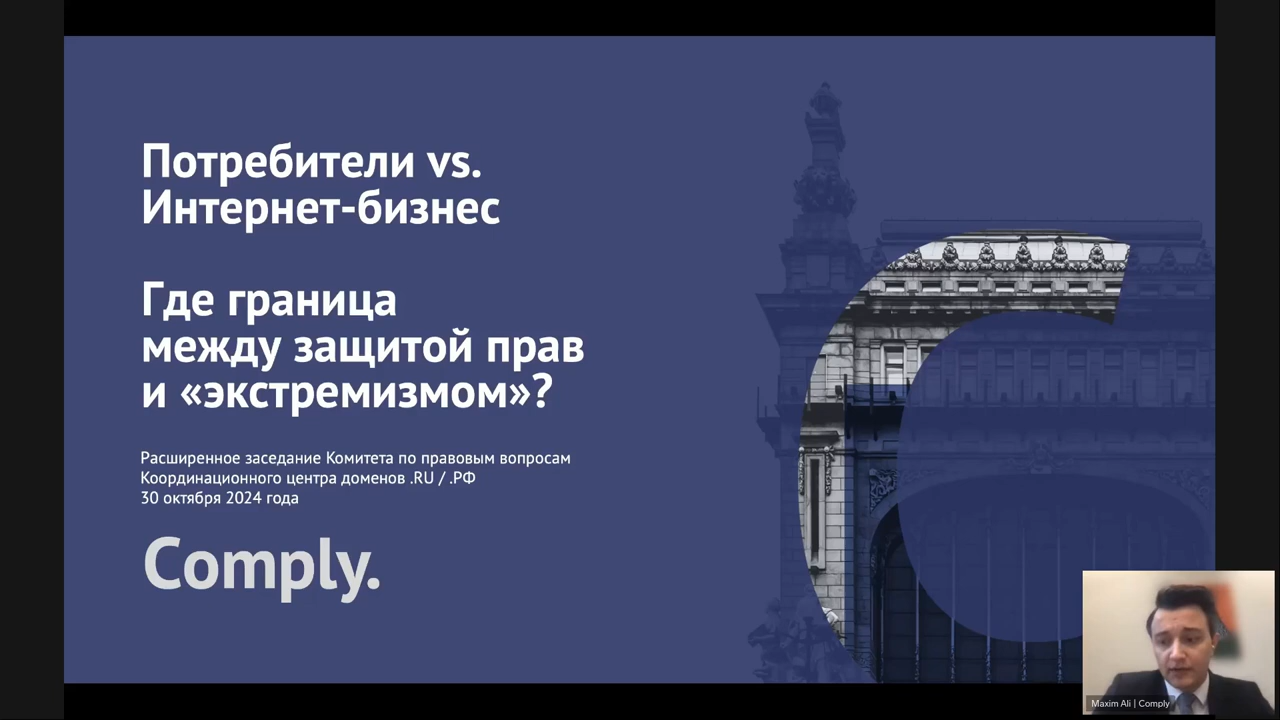 Потребители vs.
Интернет-бизнес
Где граница
между защитой прав
и «экстремизмом»?
Расширенное заседание Комитета по правовым вопросам
Координационного центра доменов .RU / .РФ
30 октября 2024 года
Comply.
Maxim Ali | Comply